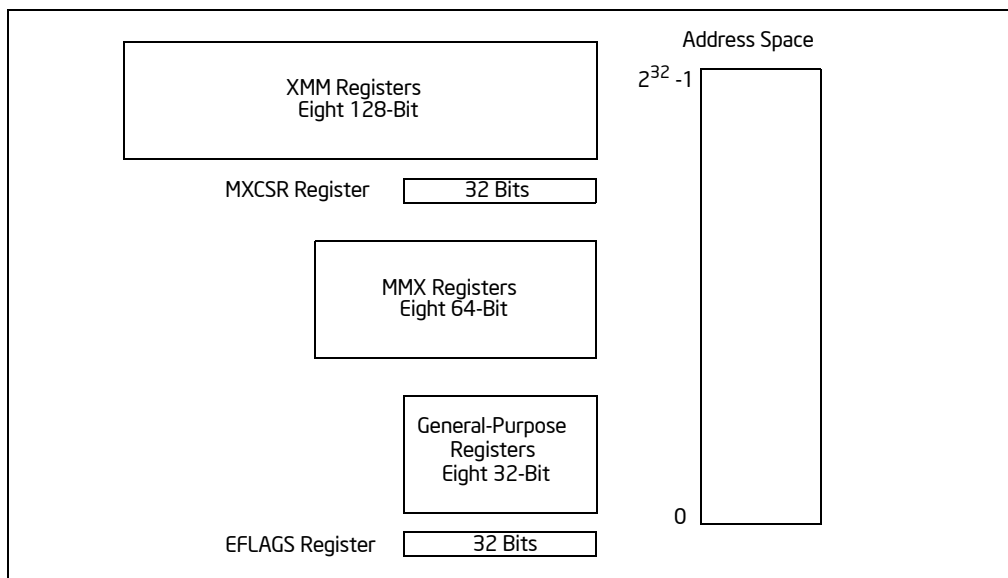 XMM Registers
Eight 128-Bit
MXCSR Register
32 Bits
MMX Registers
Eight 64-Bit
General-Purpose
Registers
Eight 32-Bit
EFLAGS Register
32 Bits
Address Space
2³² -1
0